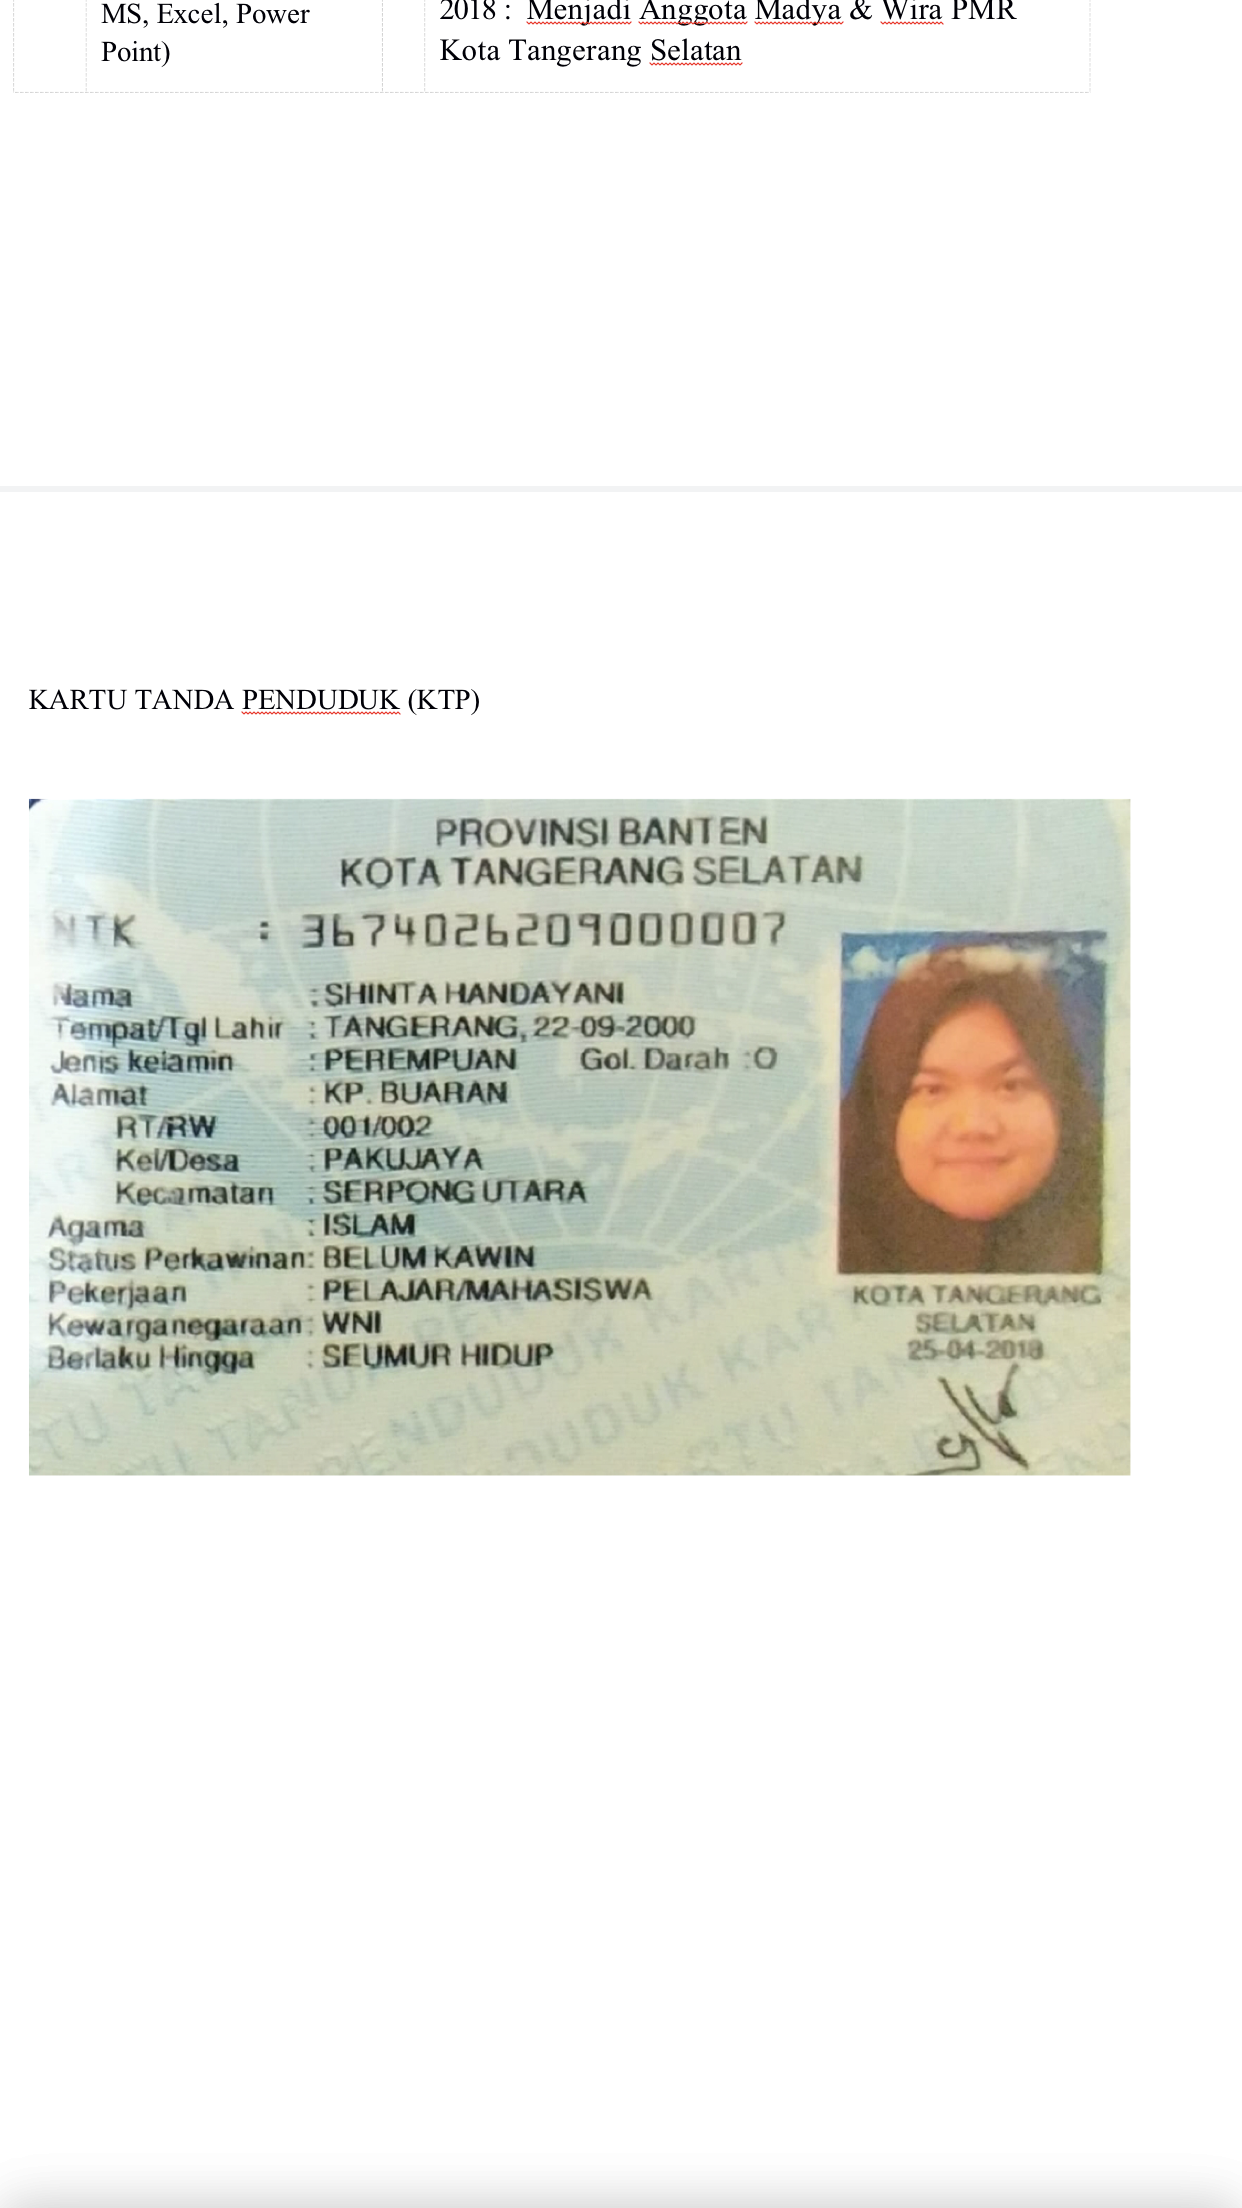 MS, Excel, Power
Point)
2018 : Menjadi Anggota Madya & Wira PMR
Kota Tangerang Selatan
KARTU TANDA PENDUDUK (KTP)
PROVINSI BANTEN
KOTA TANGERANG SELATAN
NIK : 3674026209000007
Nama : SHINTA HANDAYANI
Tempat/Tgl Lahir : TANGERANG, 22-09-2000
Jenis kelamin : PEREMPUAN Gol. Darah : O
Alamat : KP. BUARAN
RT/RW : 001/002
Kel/Desa : PAKUJAYA
Kecamatan : SERPONG UTARA
Agama : ISLAM
Status Perkawinan: BELUM KAWIN
Pekerjaan : PELAJAR/MAHASISWA
Kewarganegaraan: WNI
Berlaku Hingga : SEUMUR HIDUP
KOTA TANGERANG
SELATAN
25-04-2018